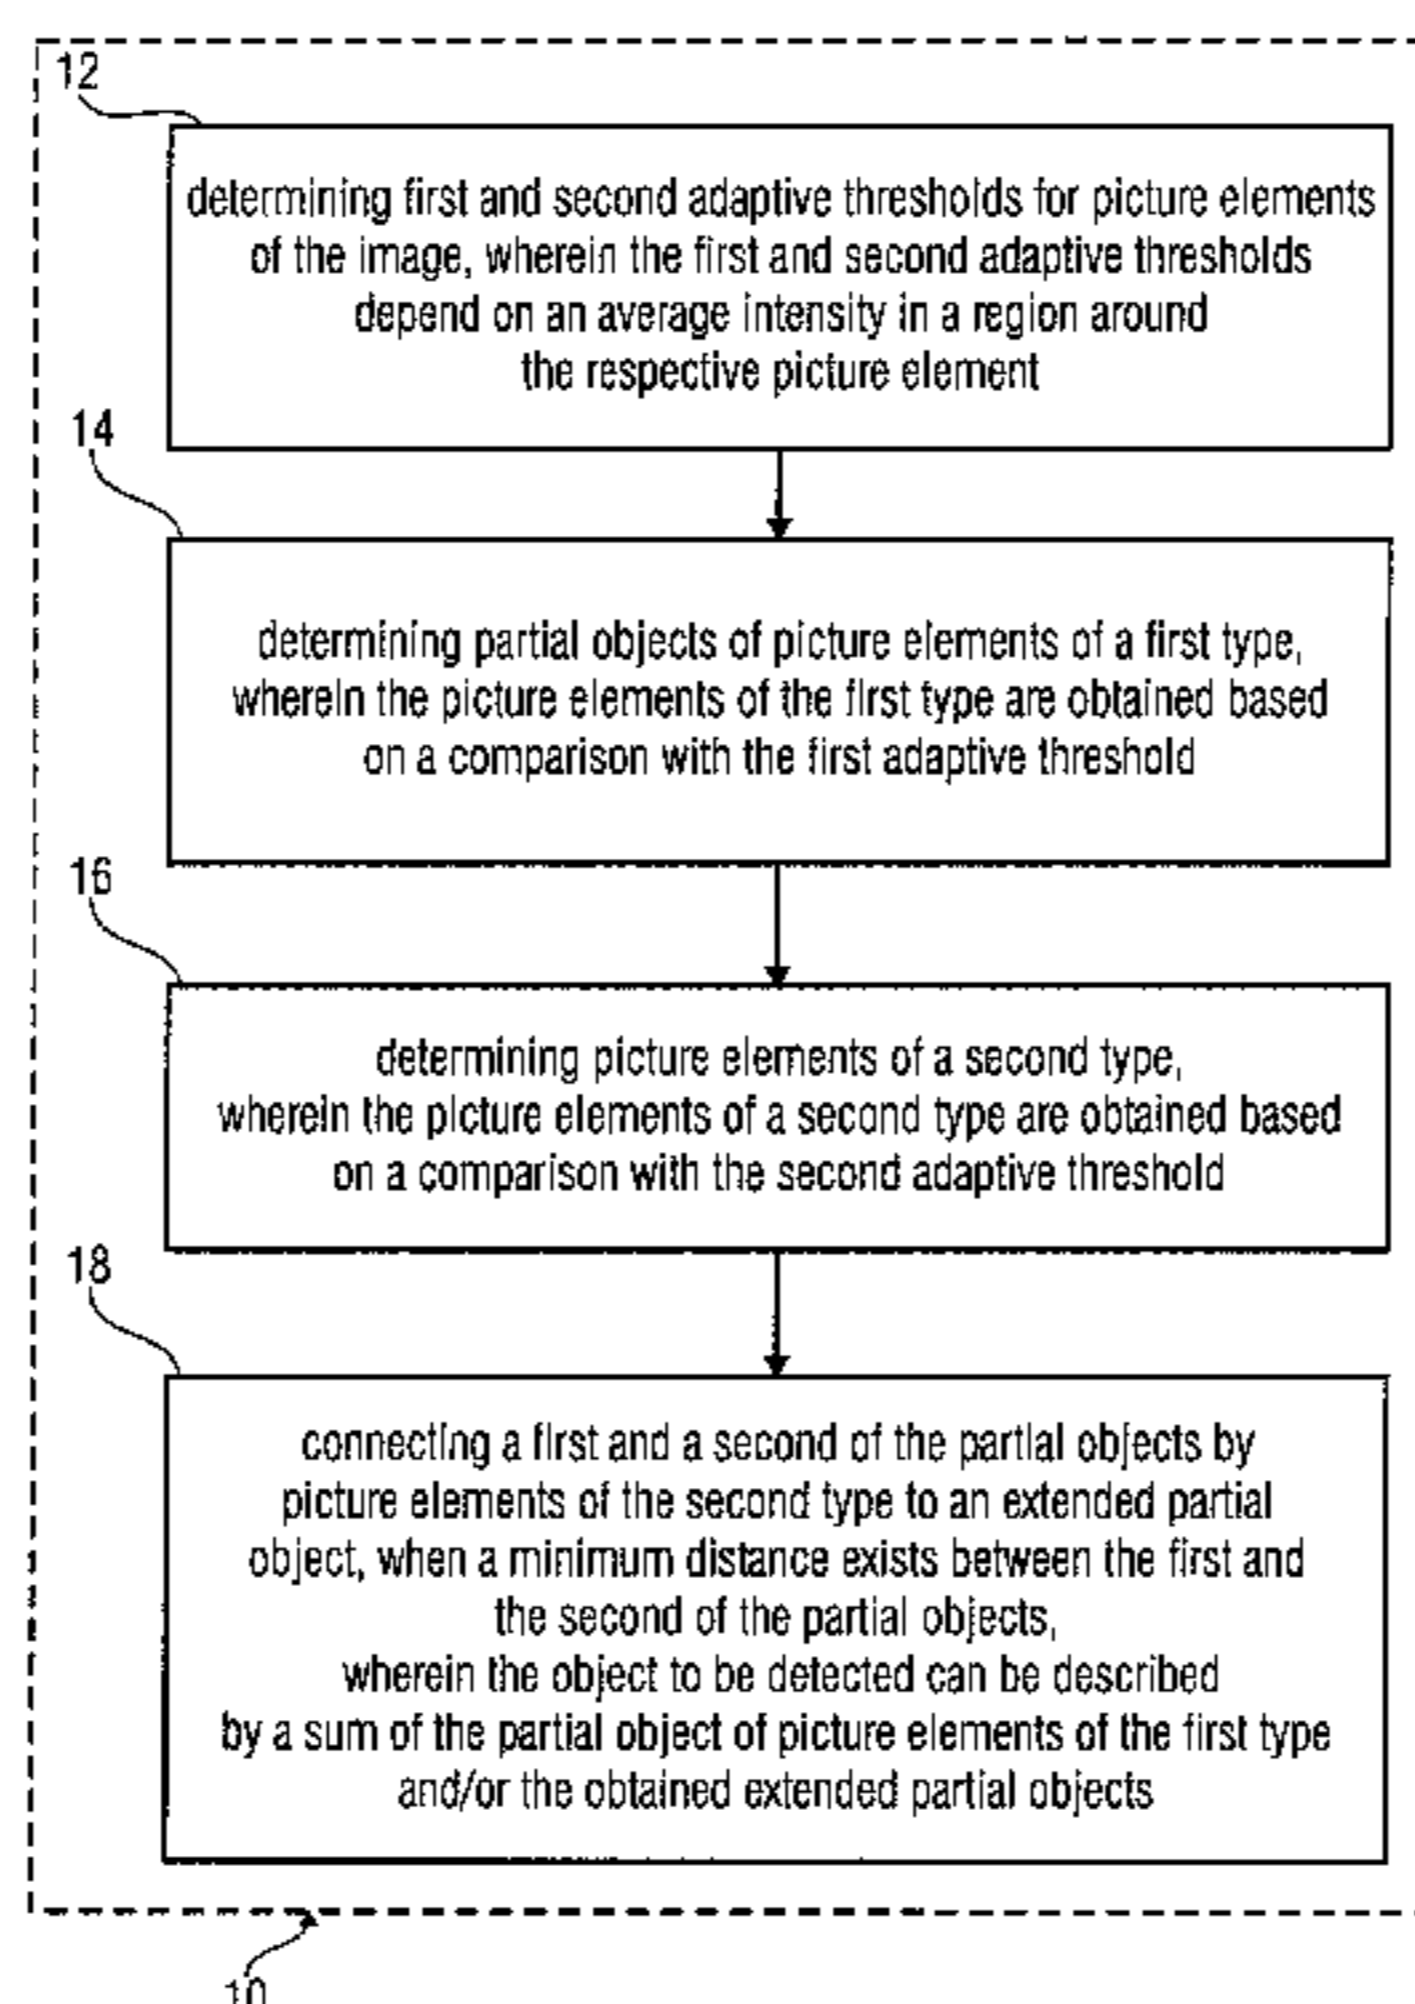 12
determining first and second adaptive thresholds for picture elements
of the image, wherein the first and second adaptive thresholds
depend on an average intensity in a region around
the respective picture element
14
determining partial objects of picture elements of a first type,
wherein the picture elements of the first type are obtained based
on a comparison with the first adaptive threshold
16
determining picture elements of a second type,
wherein the picture elements of a second type are obtained based
on a comparison with the second adaptive threshold
18
connecting a first and a second of the partial objects by
picture elements of the second type to an extended partial
object, when a minimum distance exists between the first and
the second of the partial objects,
wherein the object to be detected can be described
by a sum of the partial object of picture elements of the first type
and/or the obtained extended partial objects
10